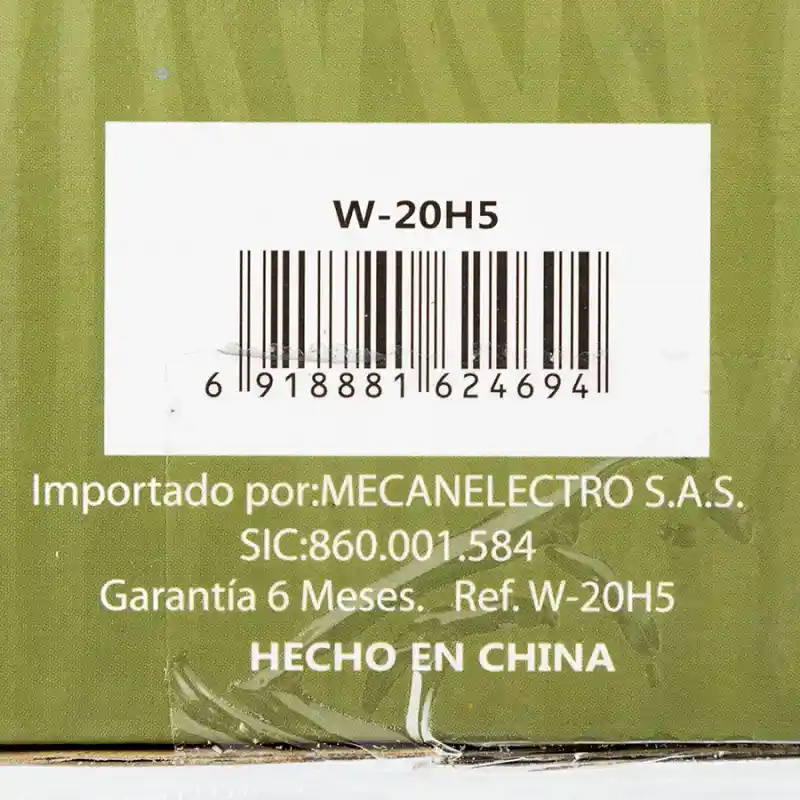 W-20H5
6 918881 624694
Importado por:MECANELECTRO S.A.S.
SIC:860.001.584
Garantía 6 Meses. Ref. W-20H5
HECHO EN CHINA